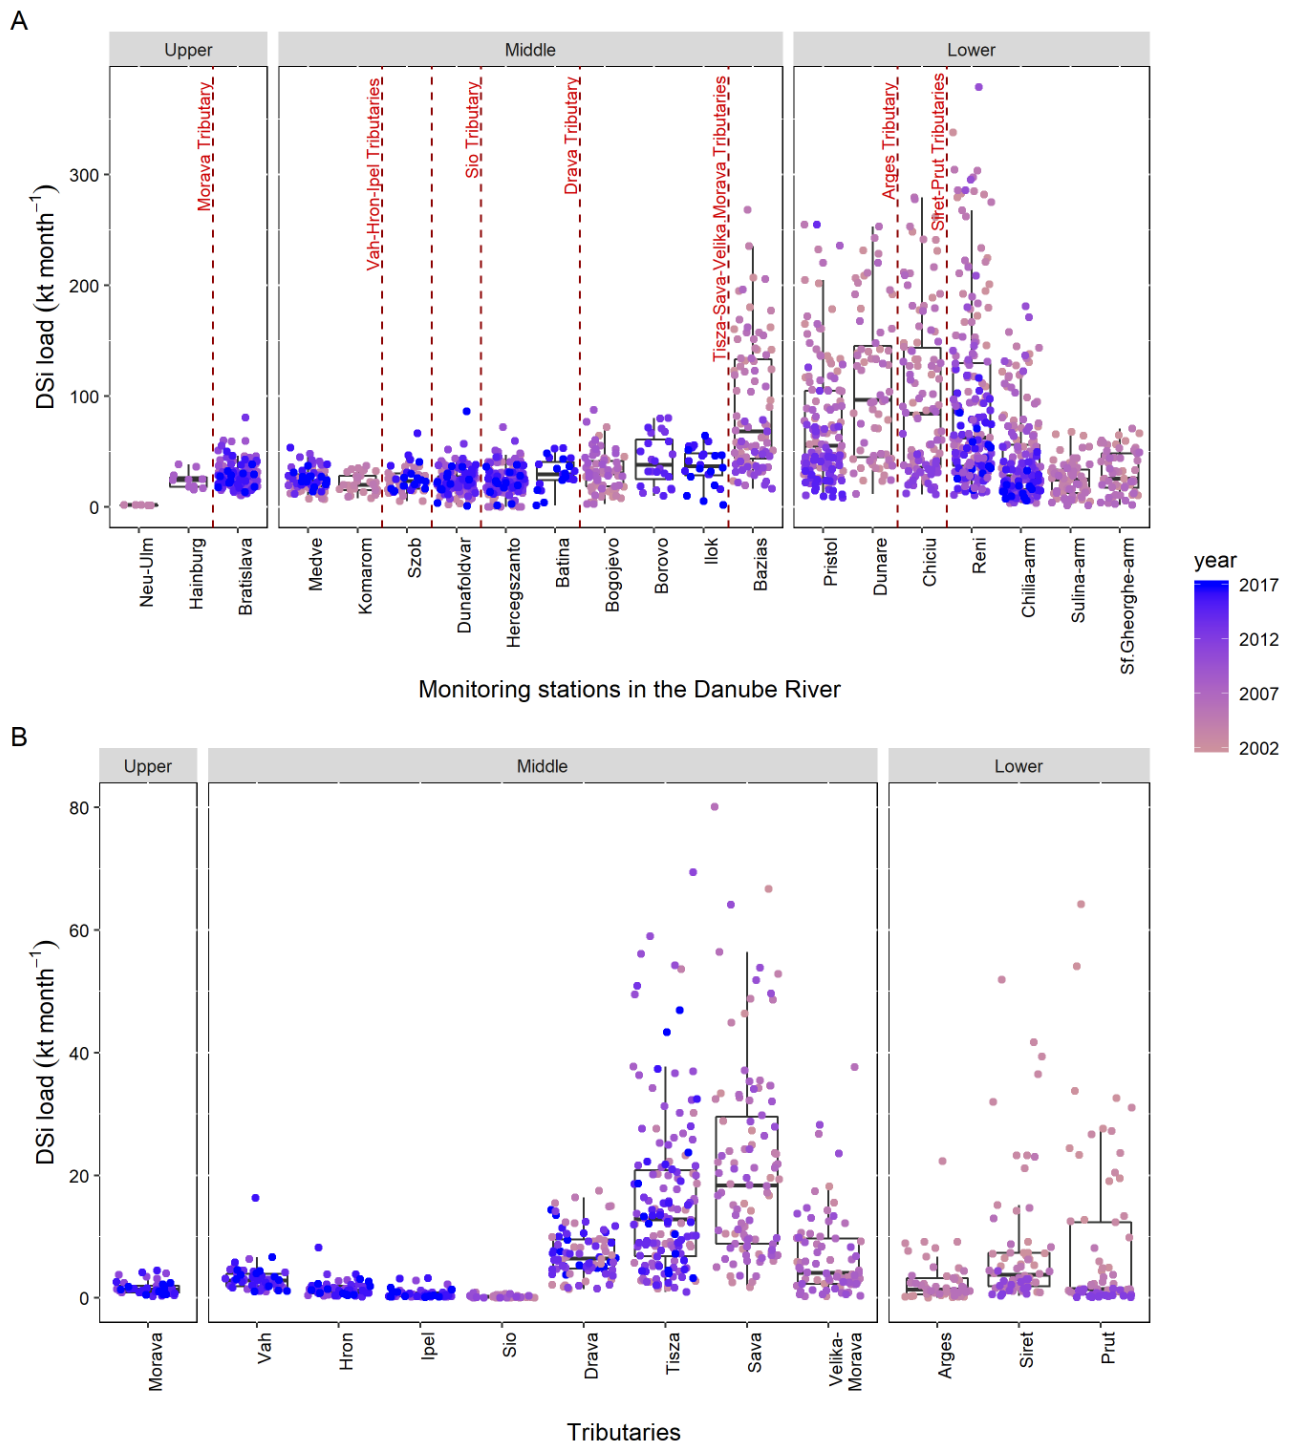 A
Upper
Middle
Lower
DSi load (kt month⁻¹)
300
200
100
0
Morava Tributary
Vah-Hron-Ipel Tributaries
Sio Tributary
Drava Tributary
Tisza-Sava-Velika Morava Tributaries
Arges Tributary
Siret-Prut Tributaries
Neu-Ulm
Hainburg
Bratislava
Medve
Komarom
Szob
Dunafoldvar
Hercegszanto
Batina
Bogojevo
Borovo
Ilok
Bazias
Pristol
Dunare
Chiciu
Reni
Chilia-arm
Sulina-arm
Sf.Gheorghe-arm
Monitoring stations in the Danube River
year
2017
2012
2007
2002
B
Upper
Middle
Lower
DSi load (kt month⁻¹)
80
60
40
20
0
Morava
Vah
Hron
Ipel
Sio
Drava
Tisza
Sava
Velika-
Morava
Arges
Siret
Prut
Tributaries